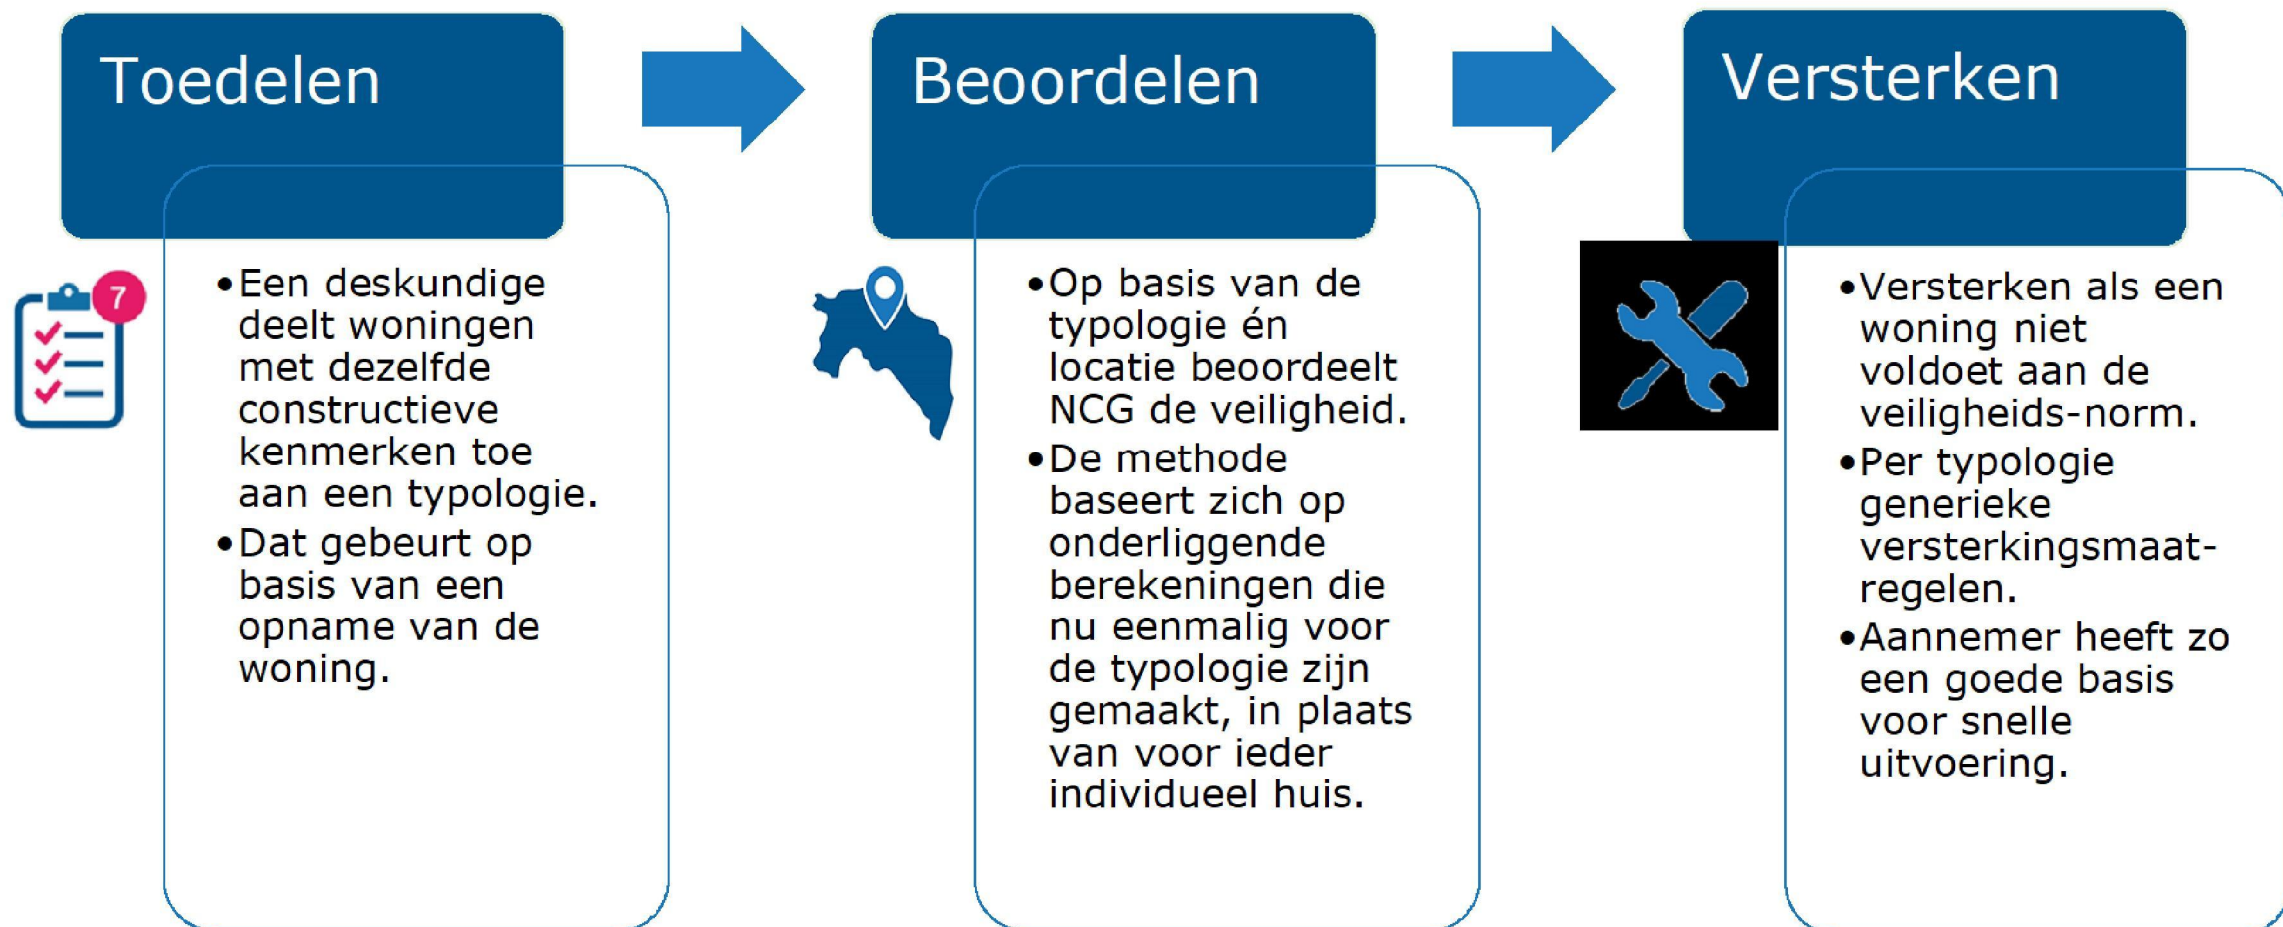 Toedelen
7
•Een deskundige
deelt woningen
met dezelfde
constructieve
kenmerken toe
aan een typologie.
•Dat gebeurt op
basis van een
opname van de
woning.
Beoordelen
•Op basis van de
typologie én
locatie beoordeelt
NCG de veiligheid.
•De methode
baseert zich op
onderliggende
berekeningen die
nu eenmalig voor
de typologie zijn
gemaakt, in plaats
van voor ieder
individueel huis.
Versterken
•Versterken als een
woning niet
voldoet aan de
veiligheids-norm.
•Per typologie
generieke
versterkingsmaat-
regelen.
•Aannemer heeft zo
een goede basis
voor snelle
uitvoering.